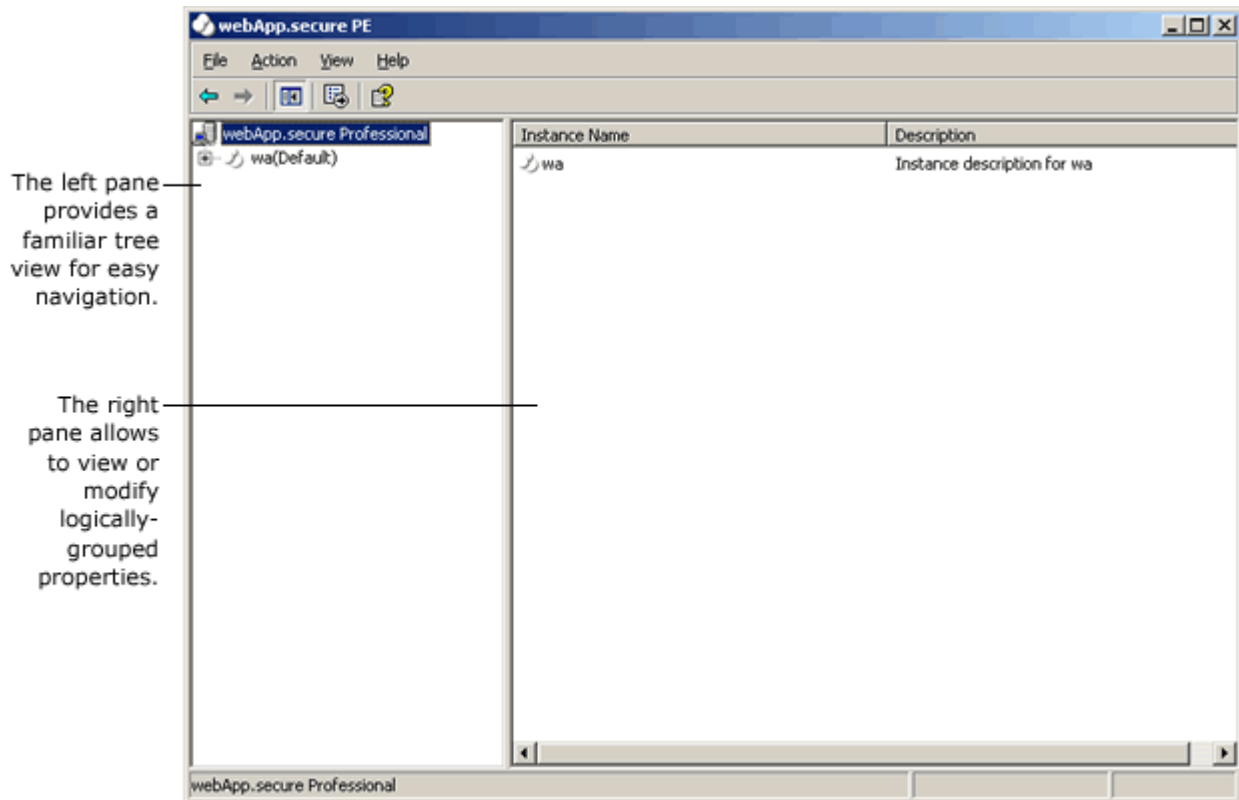 webApp.secure PE
File Action View Help
webApp.secure Professional
wa(Default)
Instance Name Description
wa Instance description for wa
The left pane
provides a
familiar tree
view for easy
navigation.
The right
pane allows
to view or
modify
logically-
grouped
properties.
webApp.secure Professional